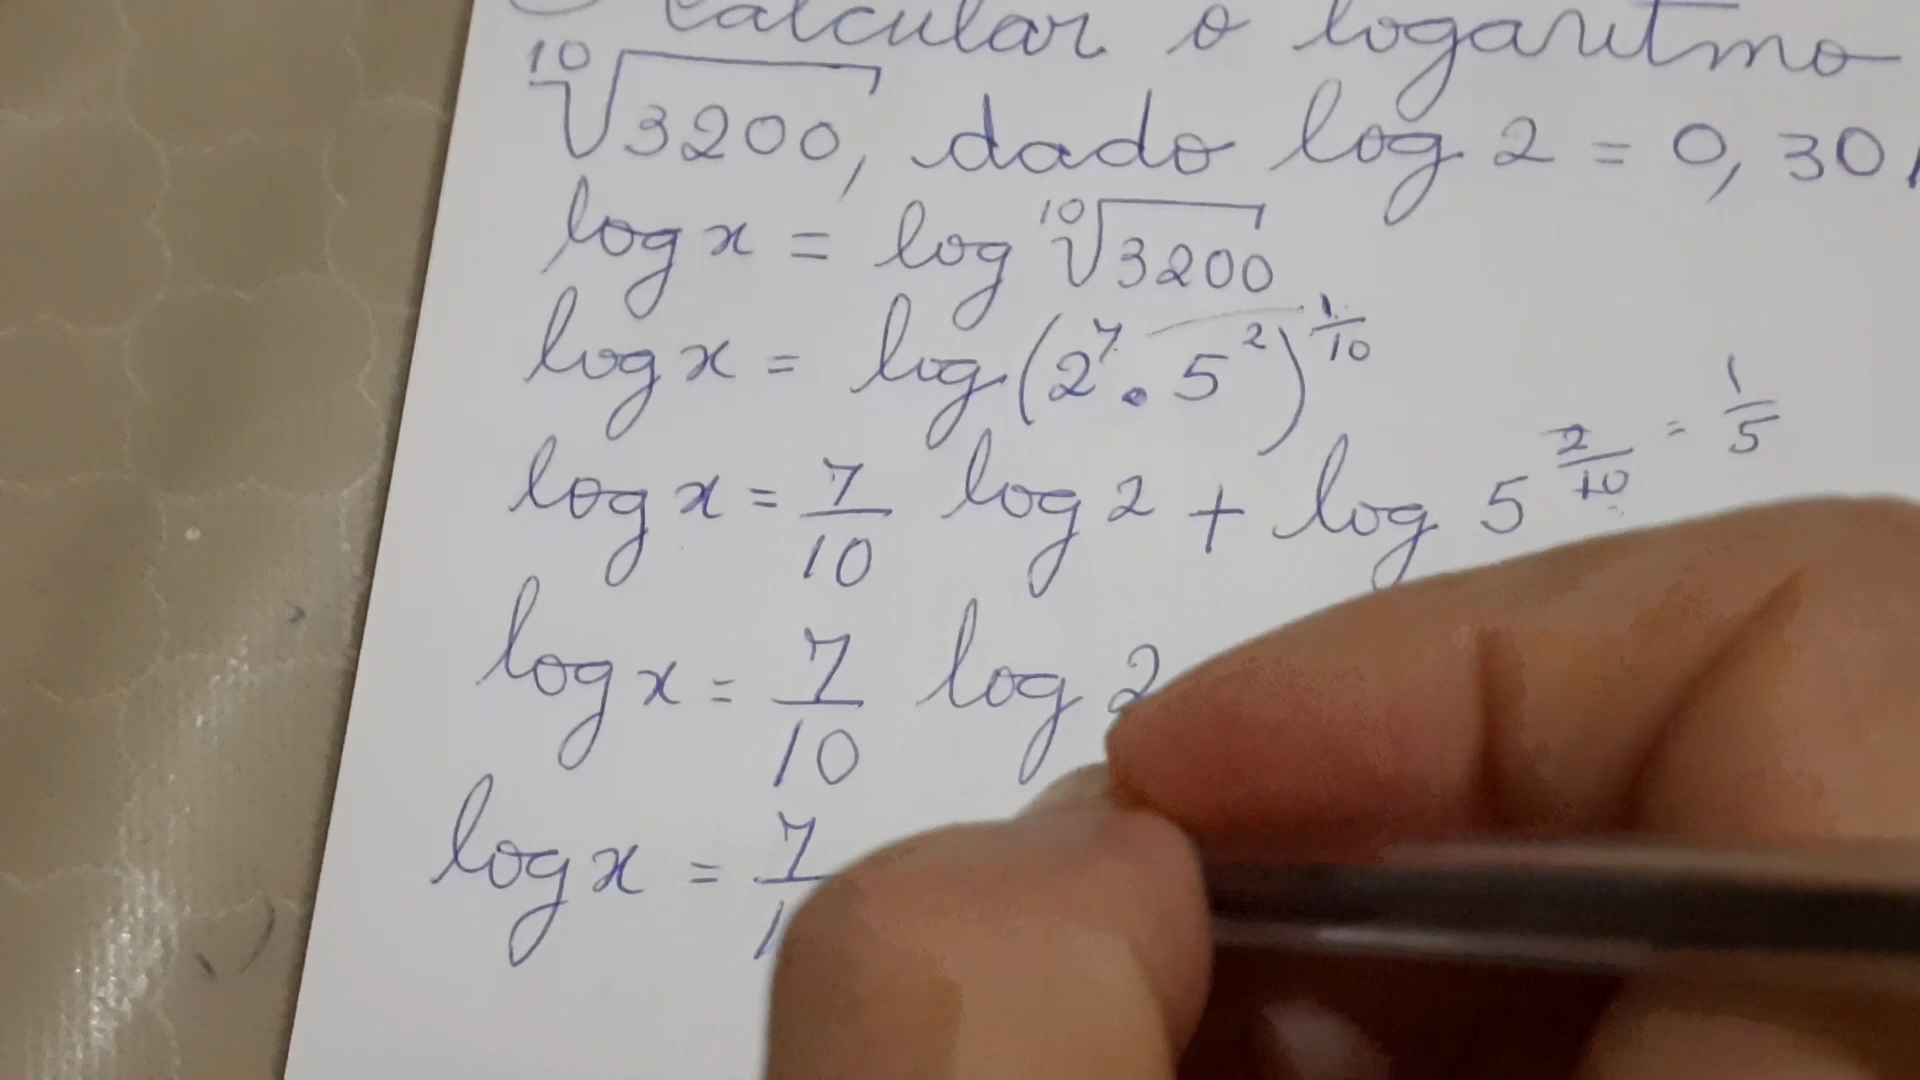 Calcular o logaritmo
¹⁰√3200, dado log 2 = 0,30
log x = log ¹⁰√3200
log x = log (2⁷ . 5²)^1/10
log x = 7/10 log 2 + log 5^2/10 = 1/5
log x = 7/10 log 2
log x = 7